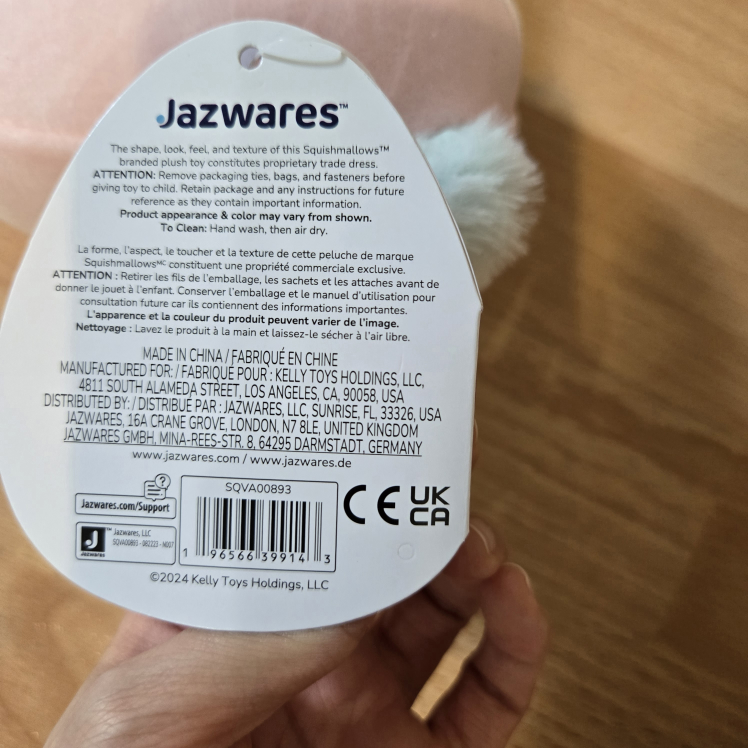 Jazwares™
The shape, look, feel, and texture of this Squishmallows™
branded plush toy constitutes proprietary trade dress.
ATTENTION: Remove packaging ties, bags, and fasteners before
giving toy to child. Retain package and any instructions for future
reference as they contain important information.
Product appearance & color may vary from shown.
To Clean: Hand wash, then air dry.
La forme, l'aspect, le toucher et la texture de cette peluche de marque
Squishmallowsᴹᶜ constituent une propriété commerciale exclusive.
ATTENTION : Retirer les fils de l'emballage, les sachets et les attaches avant de
donner le jouet à l'enfant. Conserver l'emballage et le manuel d'utilisation pour
consultation future car ils contiennent des informations importantes.
L'apparence et la couleur du produit peuvent varier de l'image.
Nettoyage : Lavez le produit à la main et laissez-le sécher à l'air libre.
MADE IN CHINA / FABRIQUÉ EN CHINE
MANUFACTURED FOR: / FABRIQUÉ POUR : KELLY TOYS HOLDINGS, LLC,
4811 SOUTH ALAMEDA STREET, LOS ANGELES, CA, 90058, USA
DISTRIBUTED BY: / DISTRIBUÉ PAR : JAZWARES, LLC, SUNRISE, FL, 33326, USA
JAZWARES, 16A CRANE GROVE, LONDON, N7 8LE, UNITED KINGDOM
JAZWARES GMBH, MINA-REES-STR. 8, 64295 DARMSTADT, GERMANY
www.jazwares.com / www.jazwares.de
?
Jazwares.com/Support
SQVA00893
CE UK
CA
J™ Jazwares, LLC
SQVA00893 - 082223 - N007
Jazwares
1 96566 39914 3
©2024 Kelly Toys Holdings, LLC